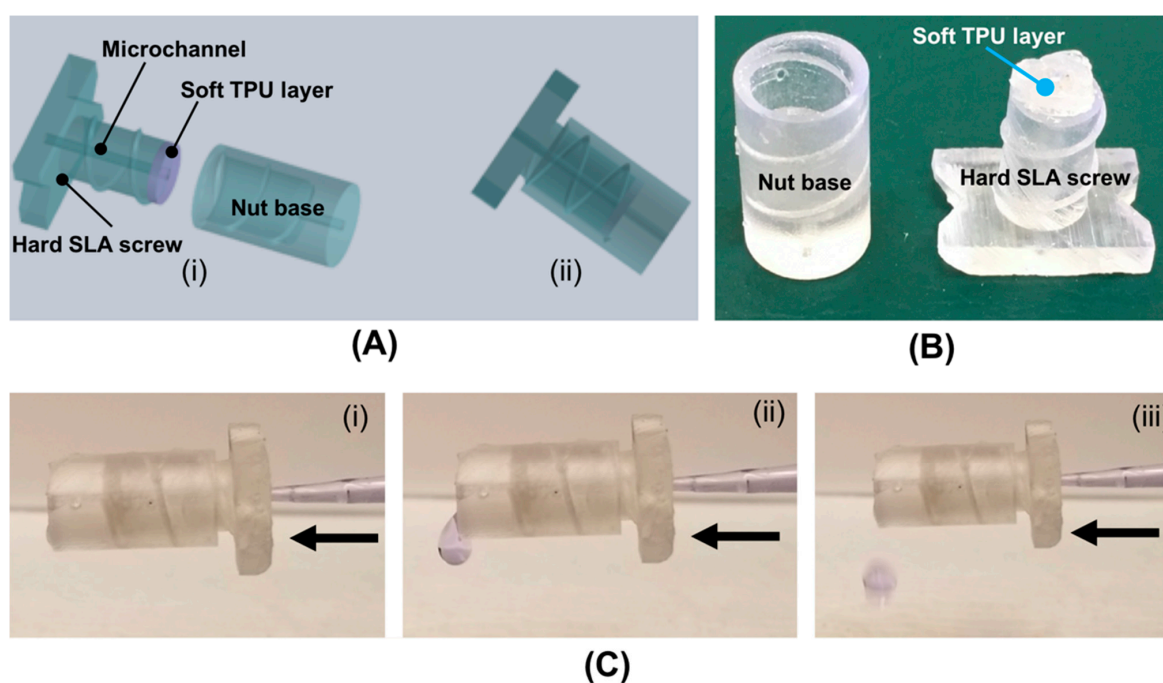 Microchannel
Soft TPU layer
Nut base
Hard SLA screw
(i)
(ii)
(A)
Soft TPU layer
Nut base
Hard SLA screw
(B)
(i)
(ii)
(iii
(C)